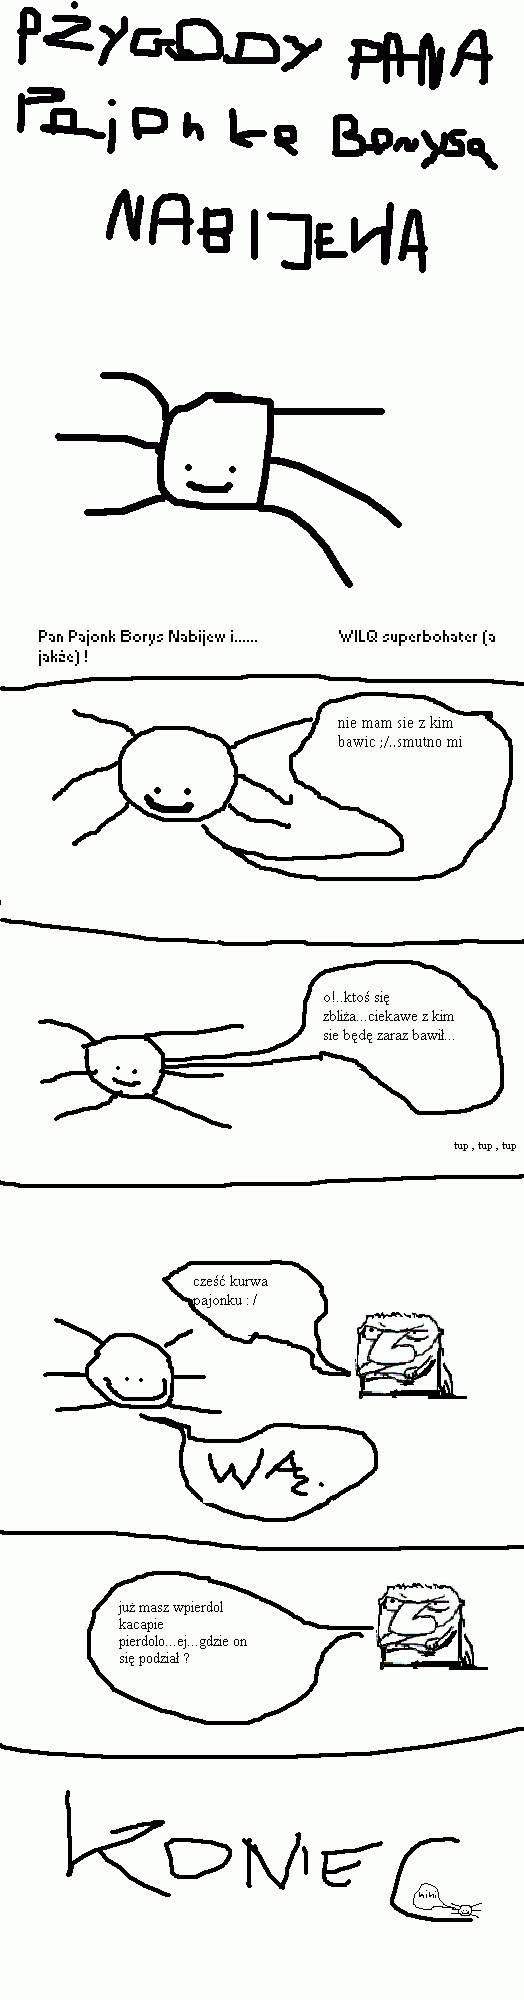 PŻYGODY PANA
PAjOnka BORYSA
NABIJEWA
Pan Pajonk Borys Nabijew i...... WILQ superbohater (a
jakże) !
nie mam sie z kim
bawic ;/..smutno mi
o!..ktoś się
zbliża...ciekawe z kim
sie będę zaraz bawił...
tup , tup , tup
cześć kurwa
pajonku : /
WĄŻ.
już masz wpierdol
kacapie
pierdolo...ej...gdzie on
się podział ?
KONIEC
hihi